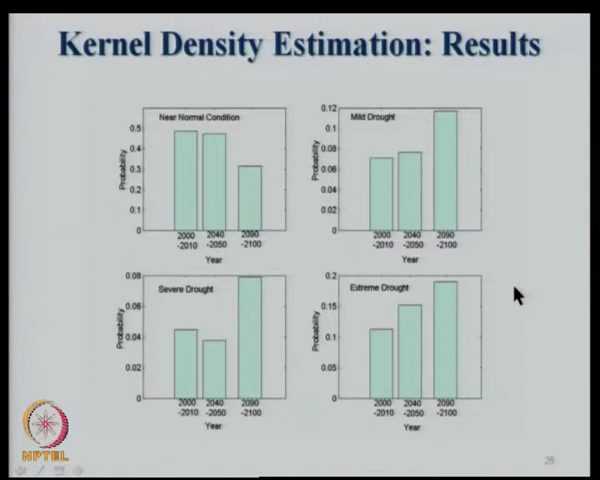 Kernel Density Estimation: Results
Near Normal Condition
Probability
0.5
0.4
0.3
0.2
0.1
0
2000 -2010
2040 -2050
2090 -2100
Year
Mild Drought
Probability
0.12
0.1
0.08
0.06
0.04
0.02
0
2000 -2010
2040 -2050
2090 -2100
Year
Severe Drought
Probability
0.08
0.06
0.04
0.02
0
2000 -2010
2040 -2050
2090 -2100
Year
Extreme Drought
Probability
0.2
0.15
0.1
0.05
0
2000 -2010
2040 -2050
2090 -2100
Year
NPTEL